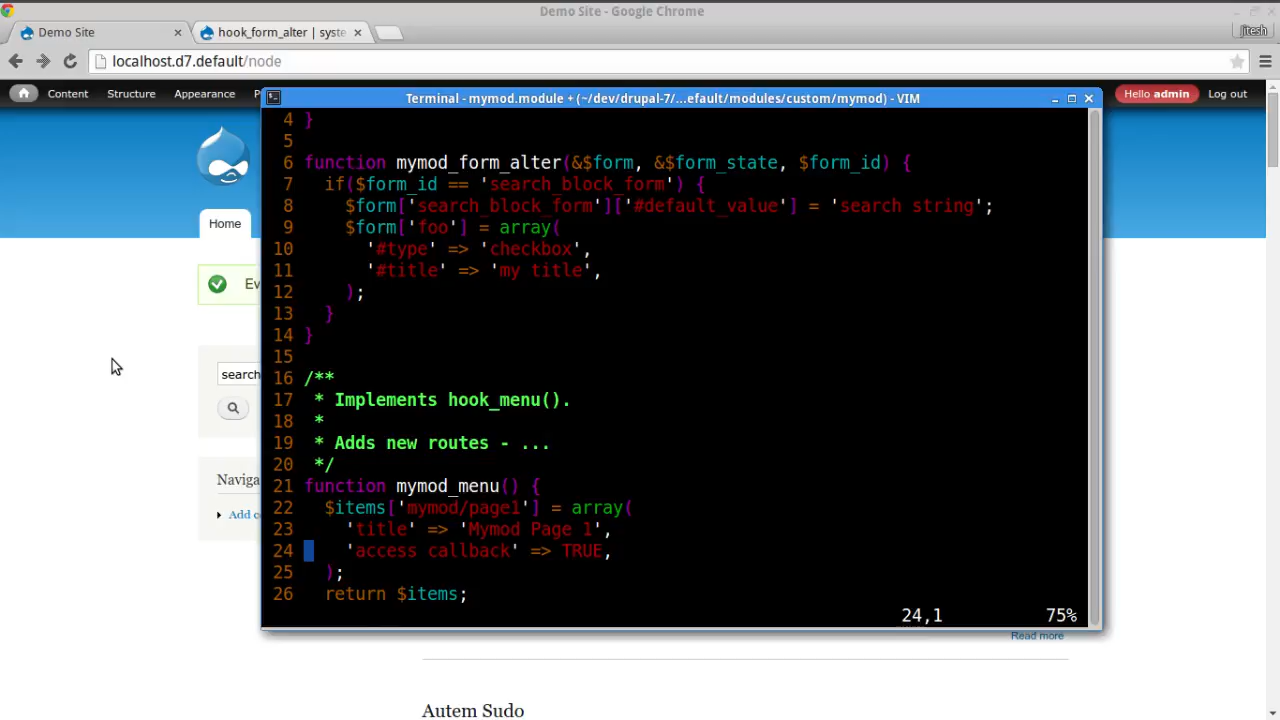 Demo Site - Google Chrome
Demo Site
hook_form_alter | syste
jitesh
localhost.d7.default/node
Content Structure Appearance P
Hello admin Log out
Terminal - mymod.module + (~/dev/drupal-7/...efault/modules/custom/mymod) - VIM
4 }
5
6 function mymod_form_alter(&$form, &$form_state, $form_id) {
7   if($form_id == 'search_block_form') {
8     $form['search_block_form']['#default_value'] = 'search string';
9     $form['foo'] = array(
10       '#type' => 'checkbox',
11       '#title' => 'my title',
12     );
13   }
14 }
15
16 /**
17  * Implements hook_menu().
18  *
19  * Adds new routes - ...
20  */
21 function mymod_menu() {
22   $items['mymod/page1'] = array(
23     'title' => 'Mymod Page 1',
24     'access callback' => TRUE,
25   );
26   return $items;
24,1 75%
Home
Ev
search
Naviga
Add c
Read more
Autem Sudo